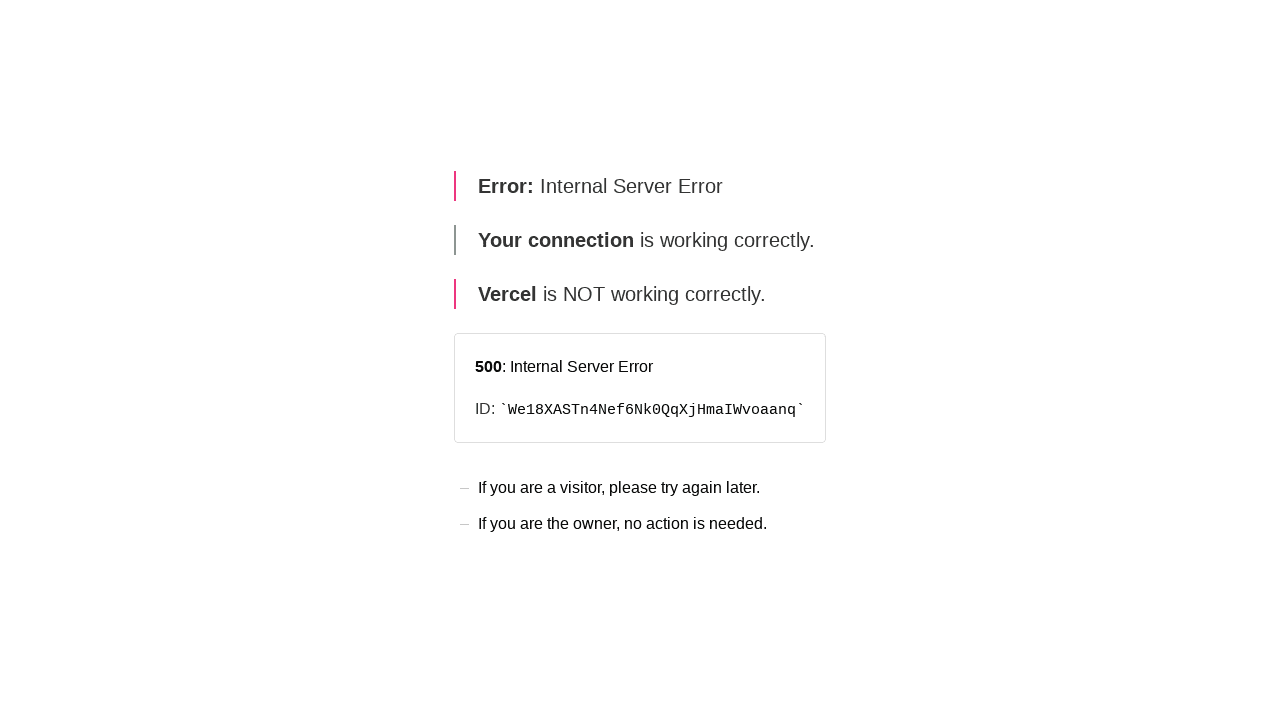 Error: Internal Server Error
Your connection is working correctly.
Vercel is NOT working correctly.
500: Internal Server Error
ID: `We18XASTn4Nef6Nk0QqXjHmaIWvoaanq`
If you are a visitor, please try again later.
If you are the owner, no action is needed.